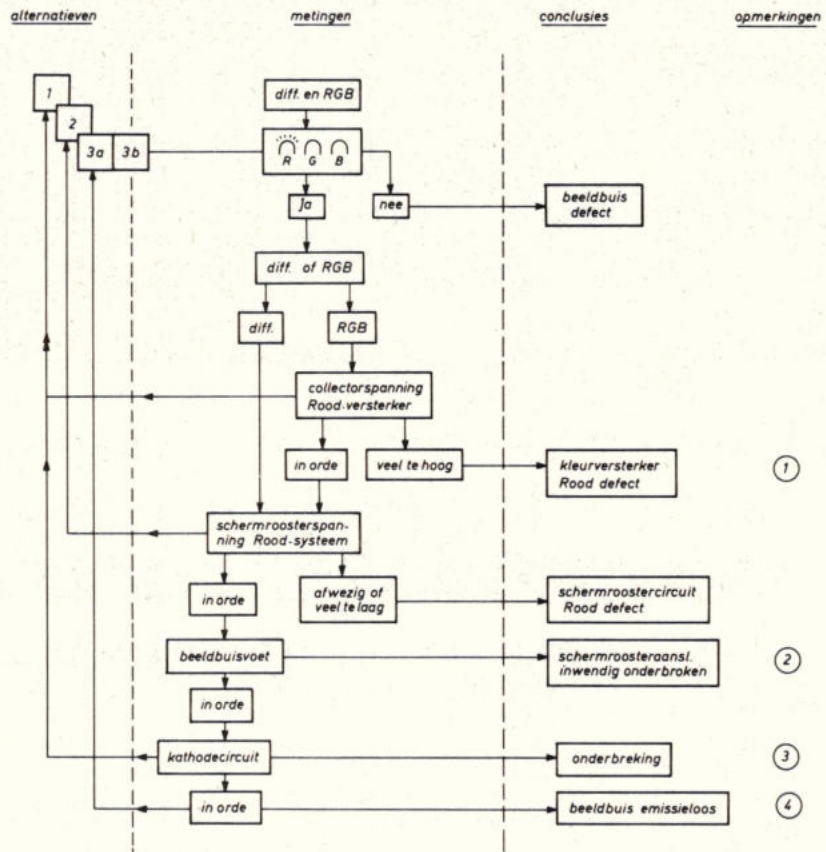 alternatieven metingen conclusies opmerkingen
1
diff. en RGB
2
3a 3b
R G B
Ja nee
beeldbuis
defect
diff. of RGB
diff. RGB
collectorspanning
Rood-versterker
in orde veel te hoog
kleurversterker
Rood defect
1
schermroosterspan-
ning Rood-systeem
in orde
afwezig of
veel te laag
schermroostercircuit
Rood defect
beeldbuisvoet
schermroosteraansl.
inwendig onderbroken
2
in orde
kathodecircuit onderbreking 3
in orde beeldbuis emissieloos 4